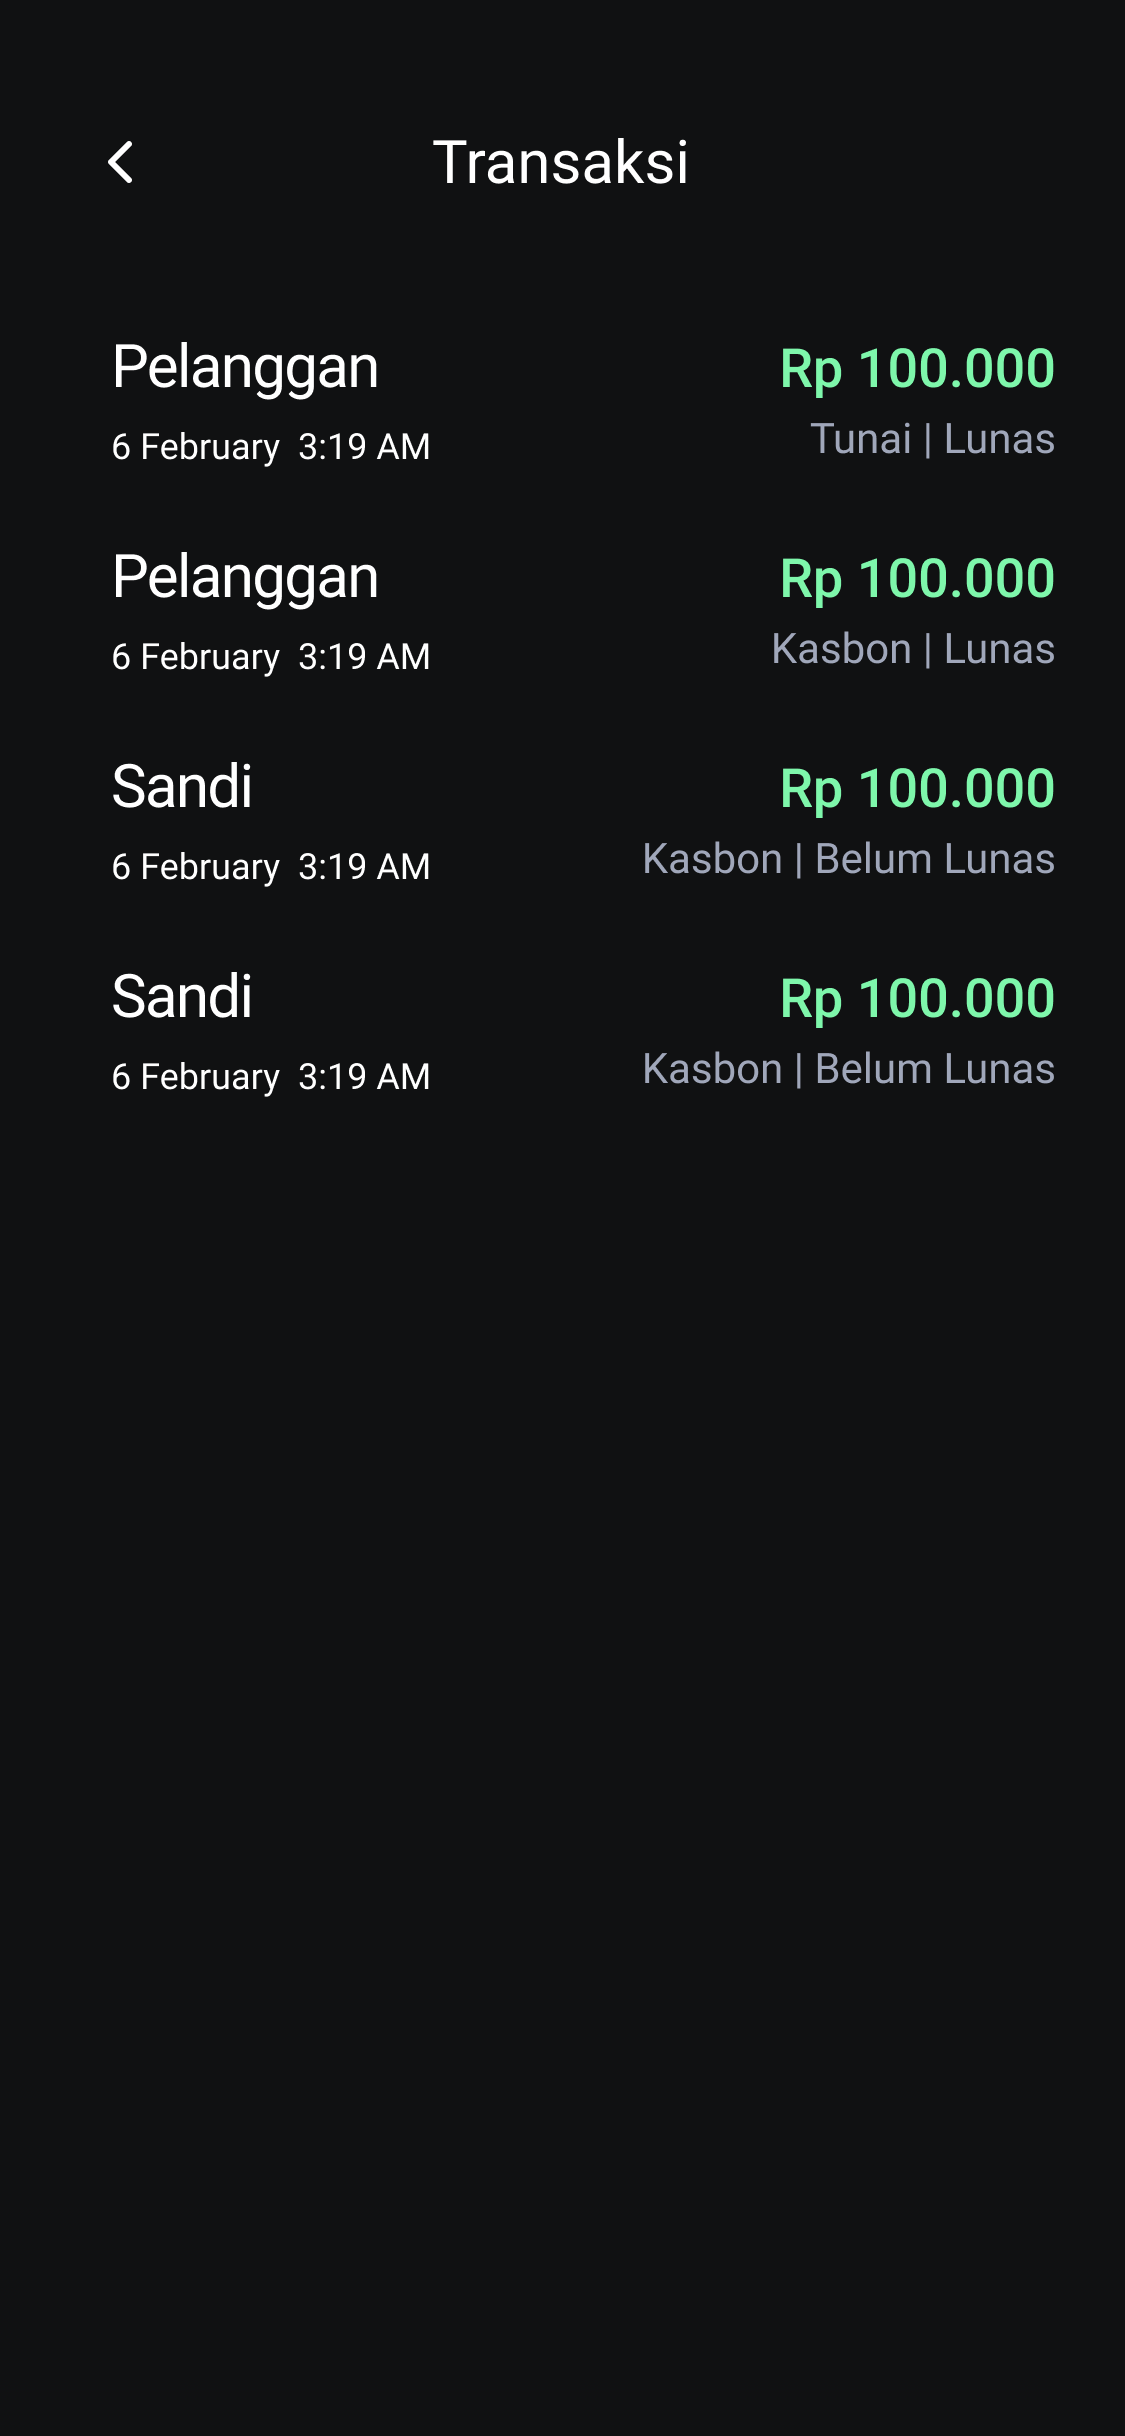 Transaksi
Pelanggan
Rp 100.000
6 February  3:19 AM
Tunai | Lunas
Pelanggan
Rp 100.000
6 February  3:19 AM
Kasbon | Lunas
Sandi
Rp 100.000
6 February  3:19 AM
Kasbon | Belum Lunas
Sandi
Rp 100.000
6 February  3:19 AM
Kasbon | Belum Lunas